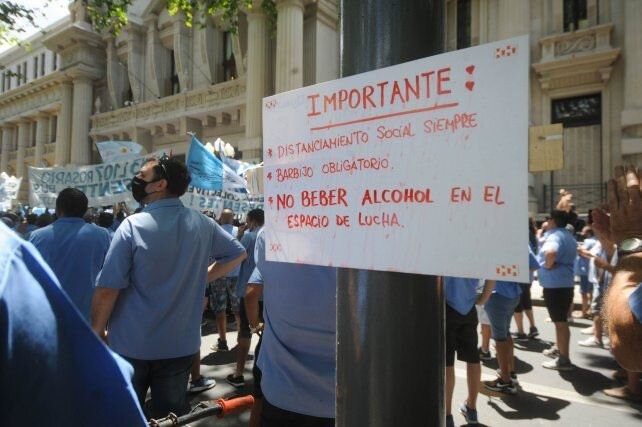 IMPORTANTE:
* DISTANCIAMIENTO SOCIAL SIEMPRE
* BARBIJO OBLIGATORIO.
* NO BEBER ALCOHOL EN EL
ESPACIO DE LUCHA.
ROSARIO